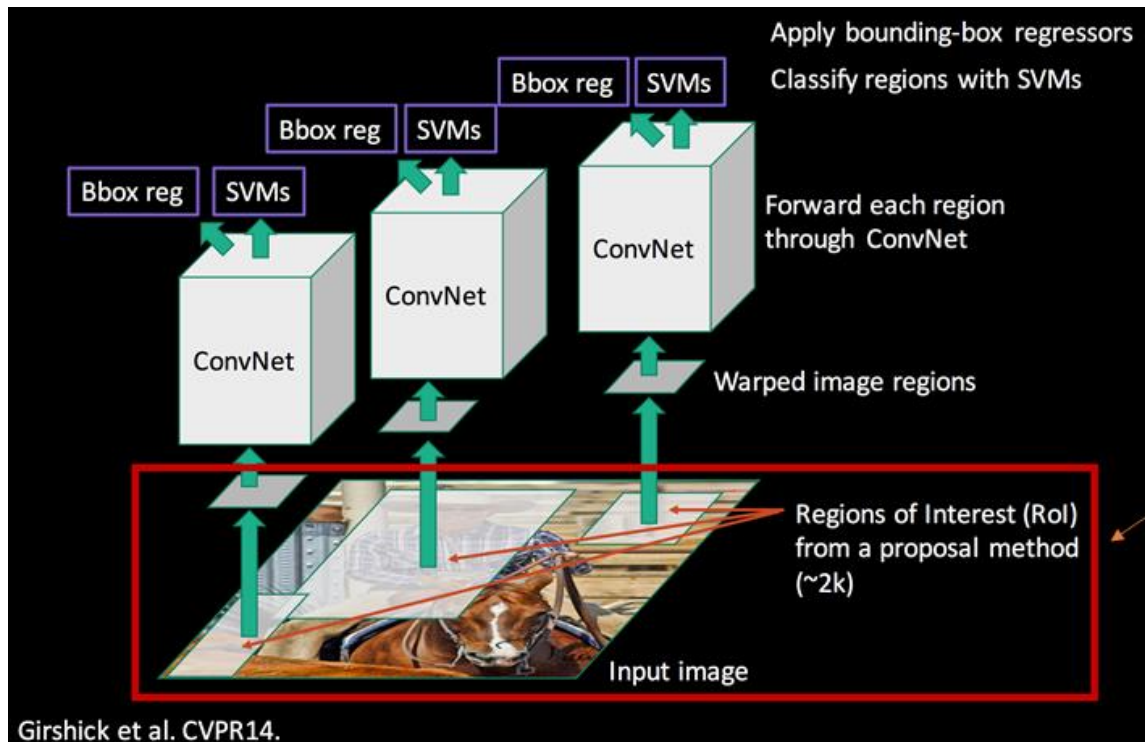 Apply bounding-box regressors
Bbox reg
SVMs
Classify regions with SVMs
Bbox reg
SVMs
Bbox reg
SVMs
Forward each region
through ConvNet
ConvNet
ConvNet
ConvNet
Warped image regions
Regions of Interest (RoI)
from a proposal method
(~2k)
Input image
Girshick et al. CVPR14.